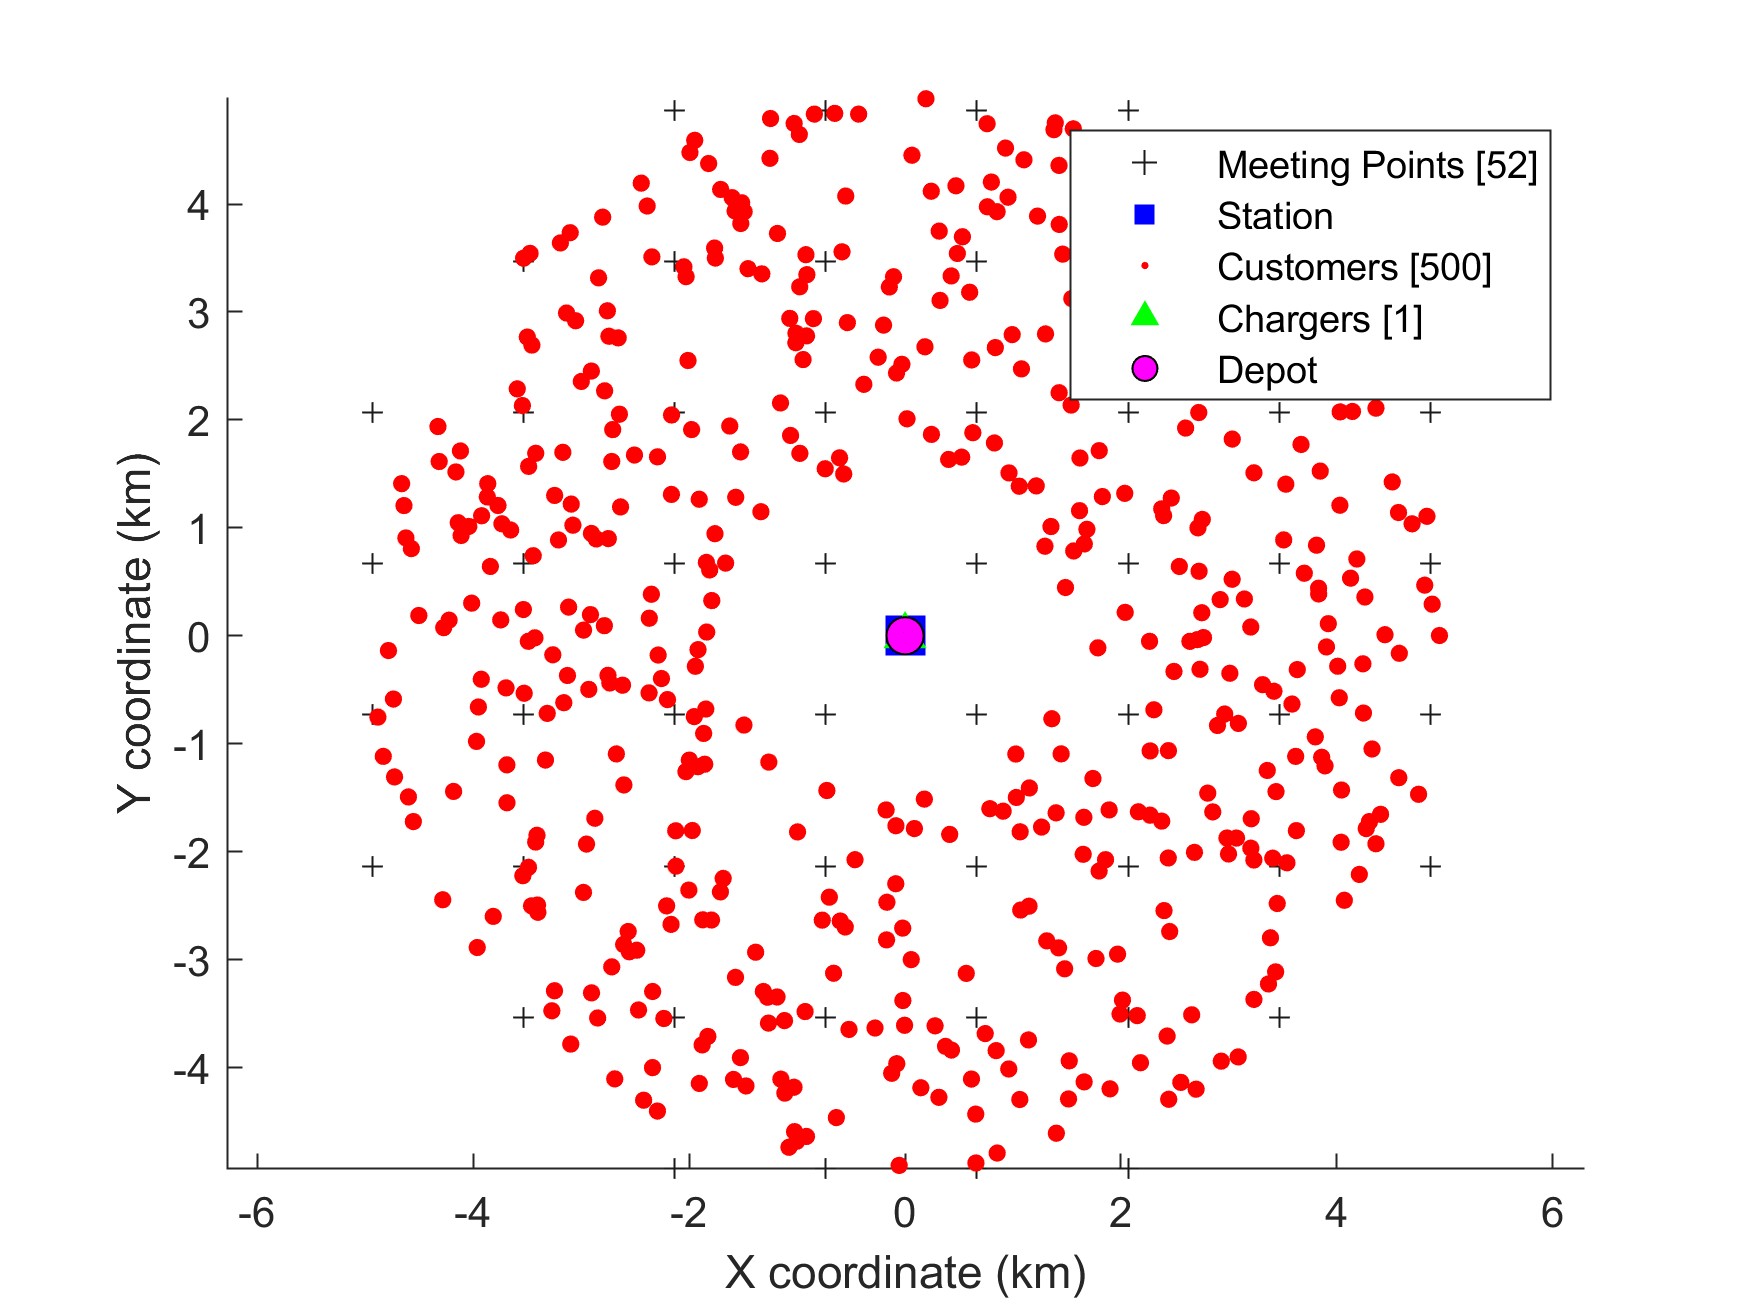 Meeting Points [52]
Station
Customers [500]
Chargers [1]
Depot
4
3
2
1
0
-1
-2
-3
-4
Y coordinate (km)
-6 -4 -2 0 2 4 6
X coordinate (km)